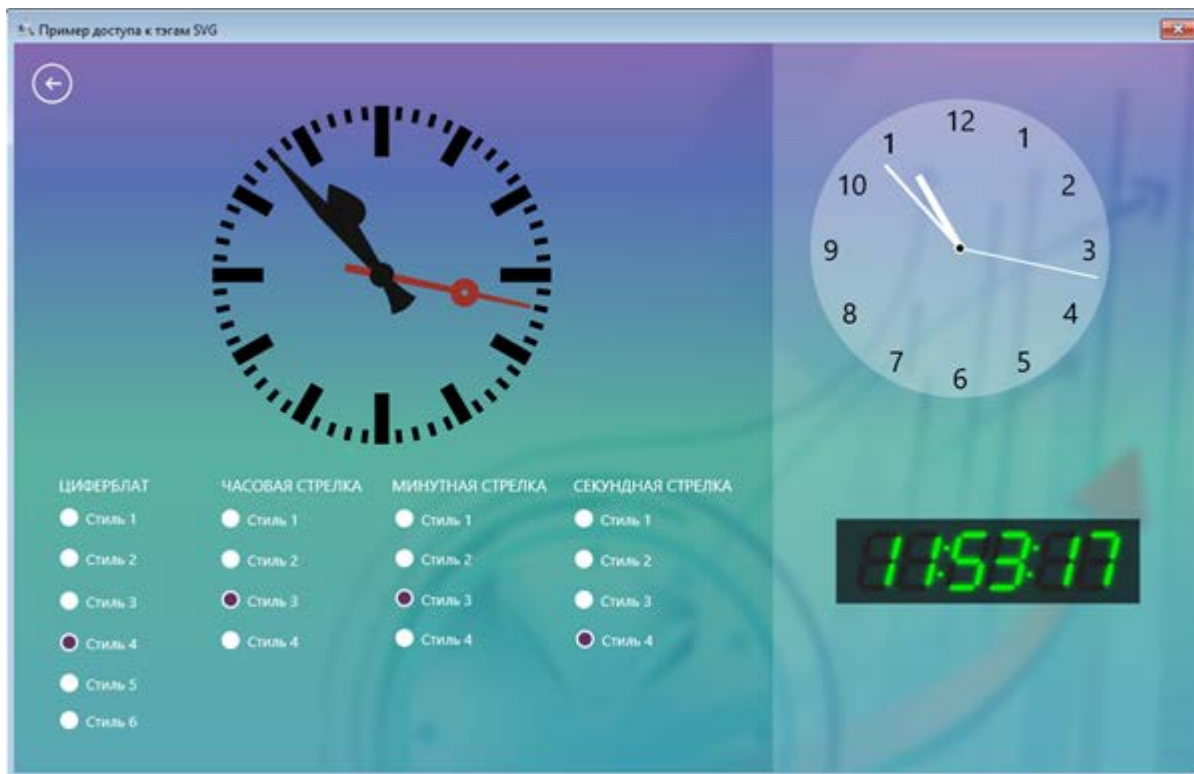 Пример доступа к тэгам SVG
12
1
1
10
2
9
3
8
4
7
5
6
ЦИФЕРБЛАТ ЧАСОВАЯ СТРЕЛКА МИНУТНАЯ СТРЕЛКА СЕКУНДНАЯ СТРЕЛКА
Стиль 1 Стиль 1 Стиль 1 Стиль 1
Стиль 2 Стиль 2 Стиль 2 Стиль 2
Стиль 3 Стиль 3 Стиль 3 Стиль 3
Стиль 4 Стиль 4 Стиль 4 Стиль 4
Стиль 5
Стиль 6
11:53:17